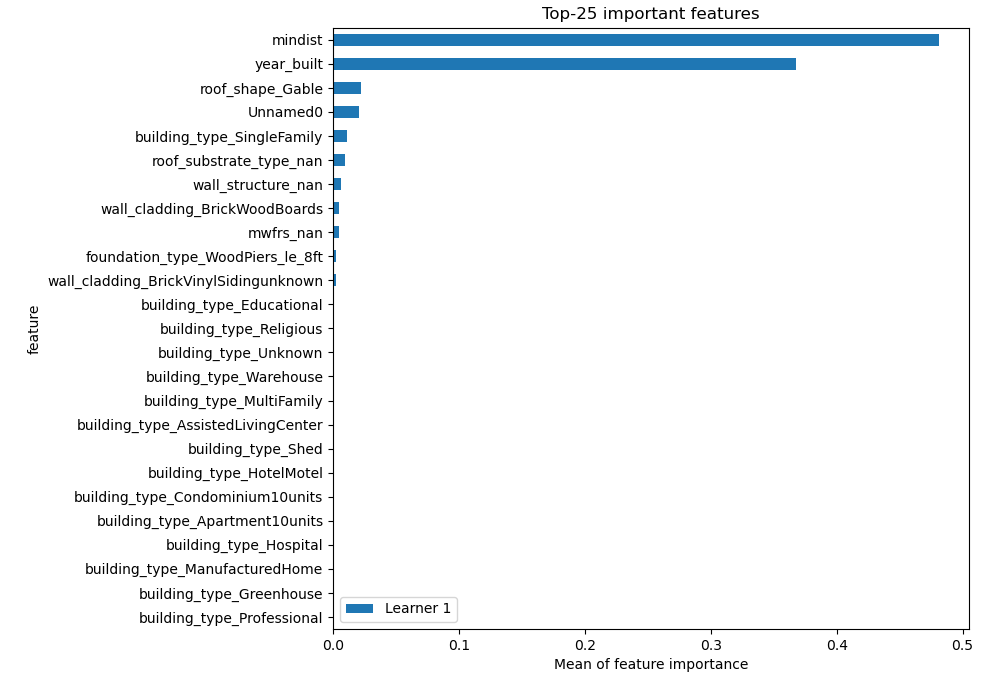 Top-25 important features
mindist
year_built
roof_shape_Gable
Unnamed0
building_type_SingleFamily
roof_substrate_type_nan
wall_structure_nan
wall_cladding_BrickWoodBoards
mwfrs_nan
foundation_type_WoodPiers_le_8ft
wall_cladding_BrickVinylSidingunknown
building_type_Educational
building_type_Religious
building_type_Unknown
building_type_Warehouse
building_type_MultiFamily
building_type_AssistedLivingCenter
building_type_Shed
building_type_HotelMotel
building_type_Condominium10units
building_type_Apartment10units
building_type_Hospital
building_type_ManufacturedHome
building_type_Greenhouse
building_type_Professional
feature
Learner 1
0.0 0.1 0.2 0.3 0.4 0.5
Mean of feature importance